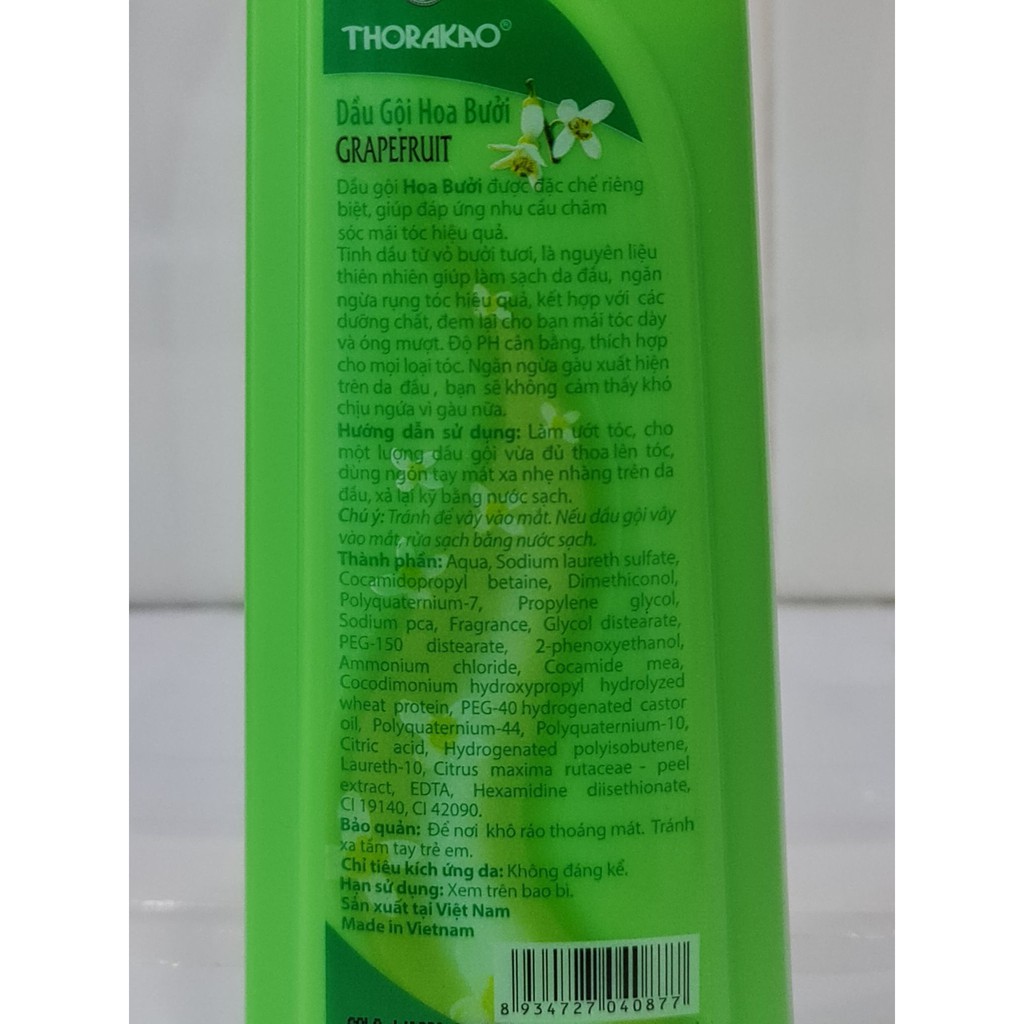 THORAKAO®
Dầu Gội Hoa Bưởi
GRAPEFRUIT
Dầu gội Hoa Bưởi được đặc chế riêng
biệt, giúp đáp ứng nhu cầu chăm
sóc mái tóc hiệu quả.
Tinh dầu từ vỏ bưởi tươi, là nguyên liệu
thiên nhiên giúp làm sạch da đầu, ngăn
ngừa rụng tóc hiệu quả, kết hợp với các
dưỡng chất, đem lại cho bạn mái tóc dày
và óng mượt. Độ PH cân bằng, thích hợp
cho mọi loại tóc. Ngăn ngừa gàu xuất hiện
trên da đầu, bạn sẽ không cảm thấy khó
chịu ngứa vì gàu nữa.
Hướng dẫn sử dụng: Làm ướt tóc, cho
một lượng dầu gội vừa đủ thoa lên tóc,
dùng ngón tay mát xa nhẹ nhàng trên da
đầu, xả lại kỹ bằng nước sạch.
Chú ý: Tránh để vây vào mắt. Nếu dầu gội vây
vào mắt, rửa sạch bằng nước sạch.
Thành phần: Aqua, Sodium laureth sulfate,
Cocamidopropyl betaine, Dimethiconol,
Polyquaternium-7, Propylene glycol,
Sodium pca, Fragrance, Glycol distearate,
PEG-150 distearate, 2-phenoxyethanol,
Ammonium chloride, Cocamide mea,
Cocodimonium hydroxypropyl hydrolyzed
wheat protein, PEG-40 hydrogenated castor
oil, Polyquaternium-44, Polyquaternium-10,
Citric acid, Hydrogenated polyisobutene,
Laureth-10, Citrus maxima rutaceae - peel
extract, EDTA, Hexamidine diisethionate,
CI 19140, CI 42090.
Bảo quản: Để nơi khô ráo thoáng mát. Tránh
xa tầm tay trẻ em.
Chỉ tiêu kích ứng da: Không đáng kể.
Hạn sử dụng: Xem trên bao bì.
Sản xuất tại Việt Nam
Made in Vietnam
8 934727 040877